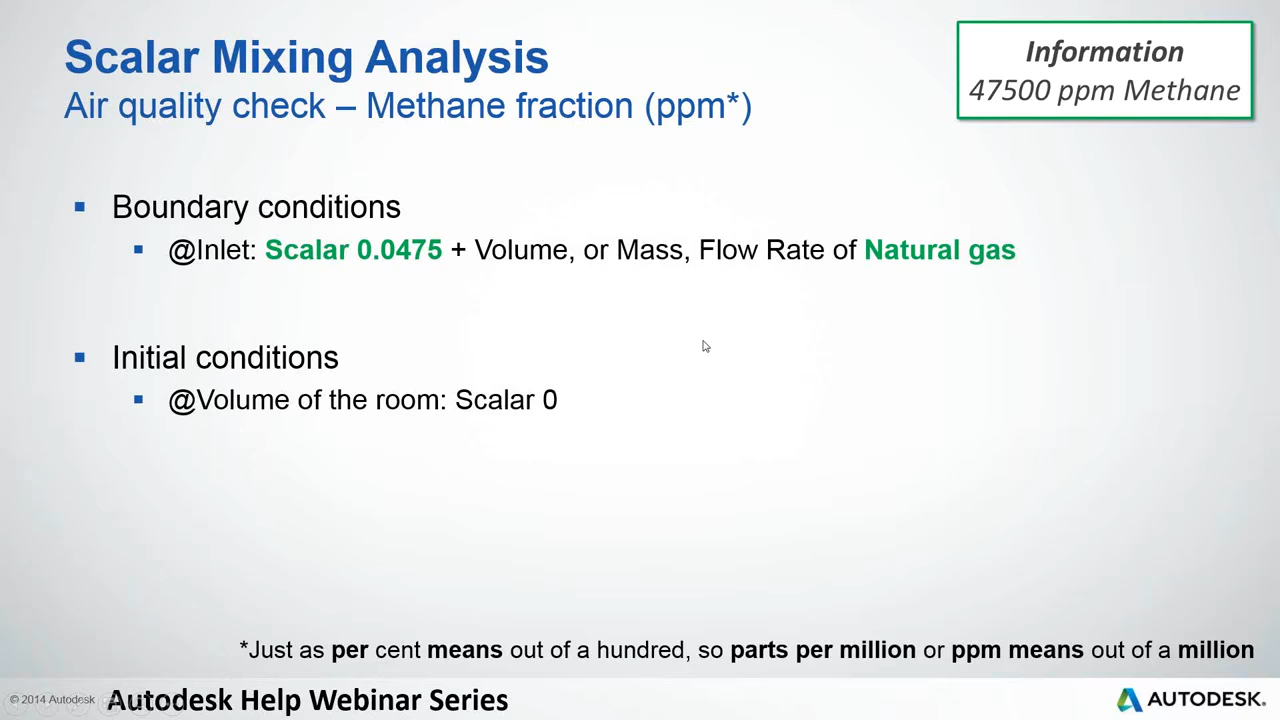 Scalar Mixing Analysis
Air quality check – Methane fraction (ppm*)
Information
47500 ppm Methane
Boundary conditions
@Inlet: Scalar 0.0475 + Volume, or Mass, Flow Rate of Natural gas
Initial conditions
@Volume of the room: Scalar 0
*Just as per cent means out of a hundred, so parts per million or ppm means out of a million
© 2014 Autodesk
Autodesk Help Webinar Series
AUTODESK.